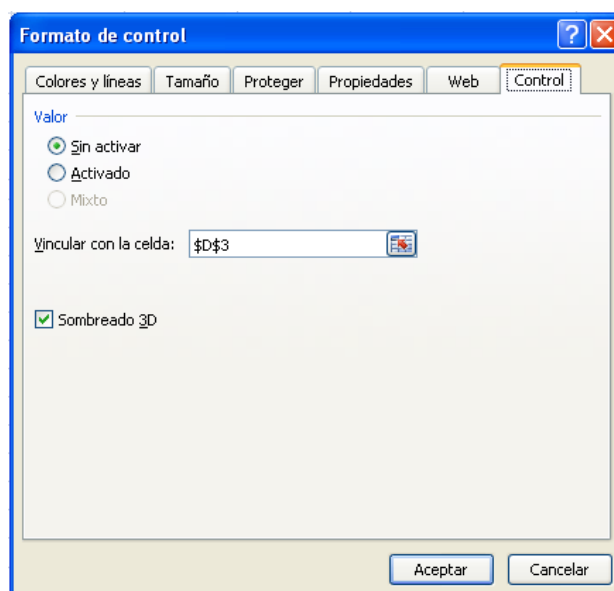 Formato de control
Colores y líneas Tamaño Proteger Propiedades Web Control
Valor
Sin activar
Activado
Mixto
Vincular con la celda: $D$3
Sombreado 3D
Aceptar Cancelar